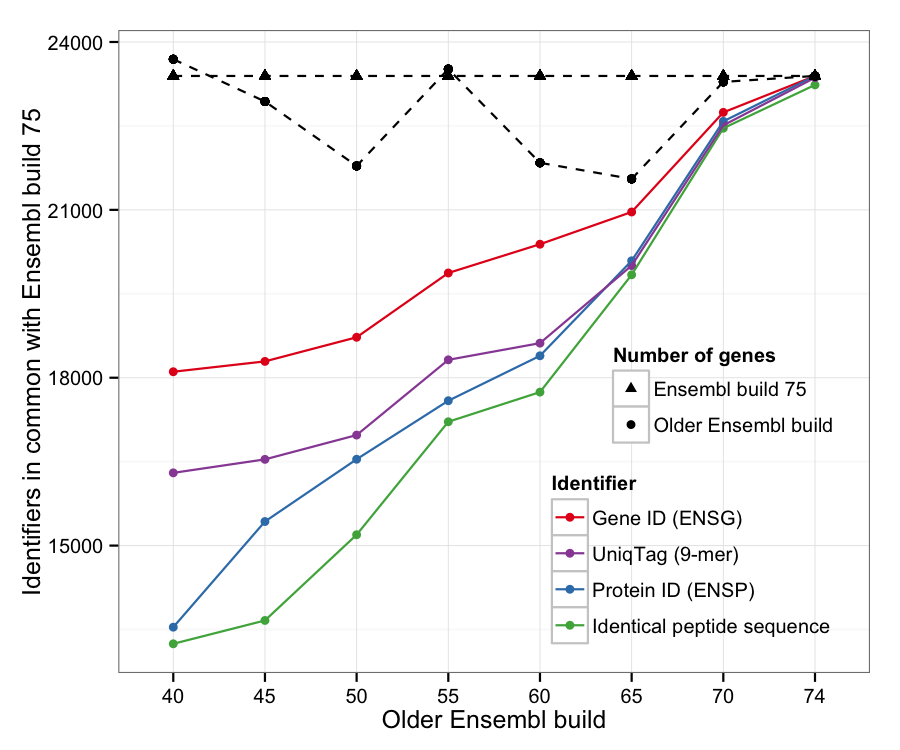 Identifiers in common with Ensembl build 75
24000
21000
18000
15000
Number of genes
Ensembl build 75
Older Ensembl build
Identifier
Gene ID (ENSG)
UniqTag (9-mer)
Protein ID (ENSP)
Identical peptide sequence
40 45 50 55 60 65 70 74
Older Ensembl build